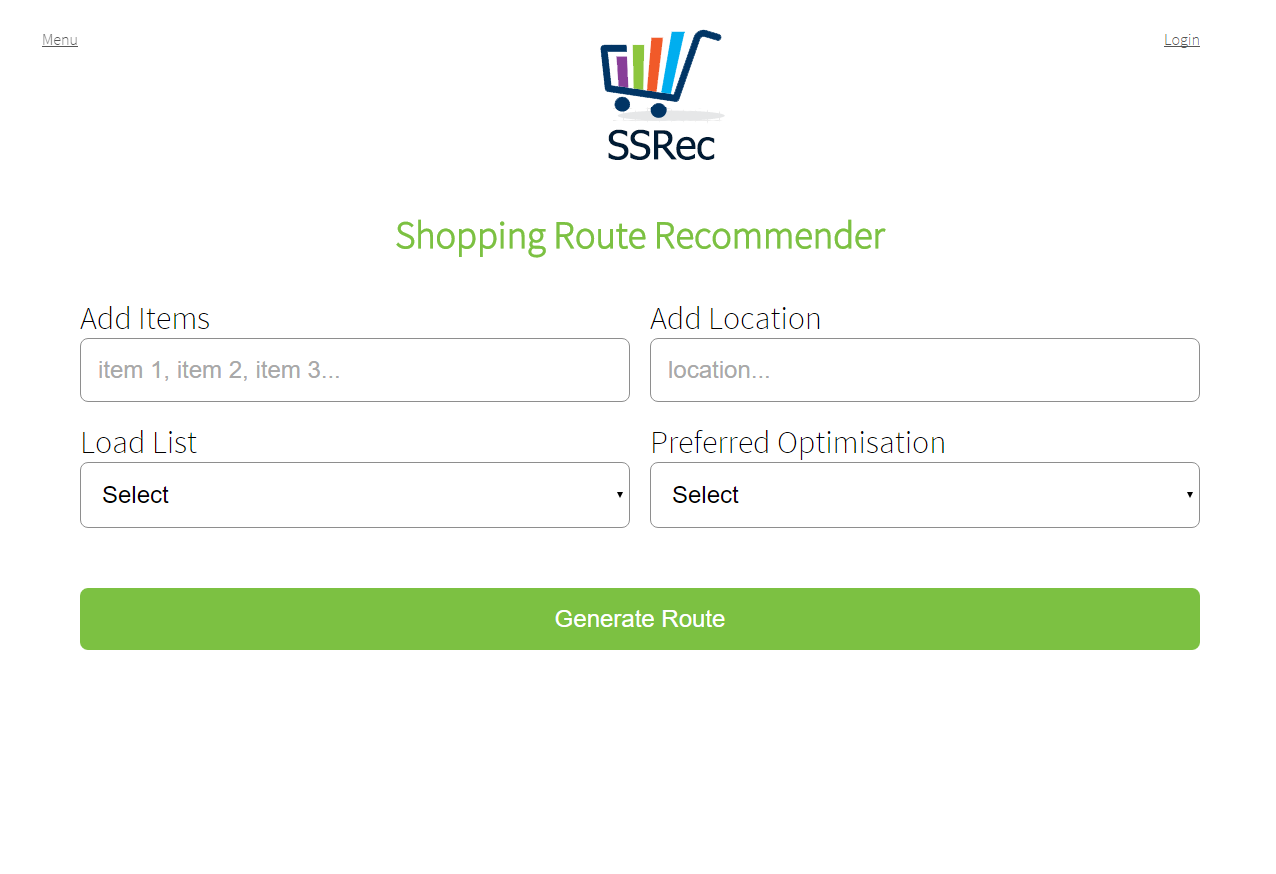 Menu
Login
SSRec
Shopping Route Recommender
Add Items
Add Location
item 1, item 2, item 3...
location...
Load List
Preferred Optimisation
Select
Select
Generate Route